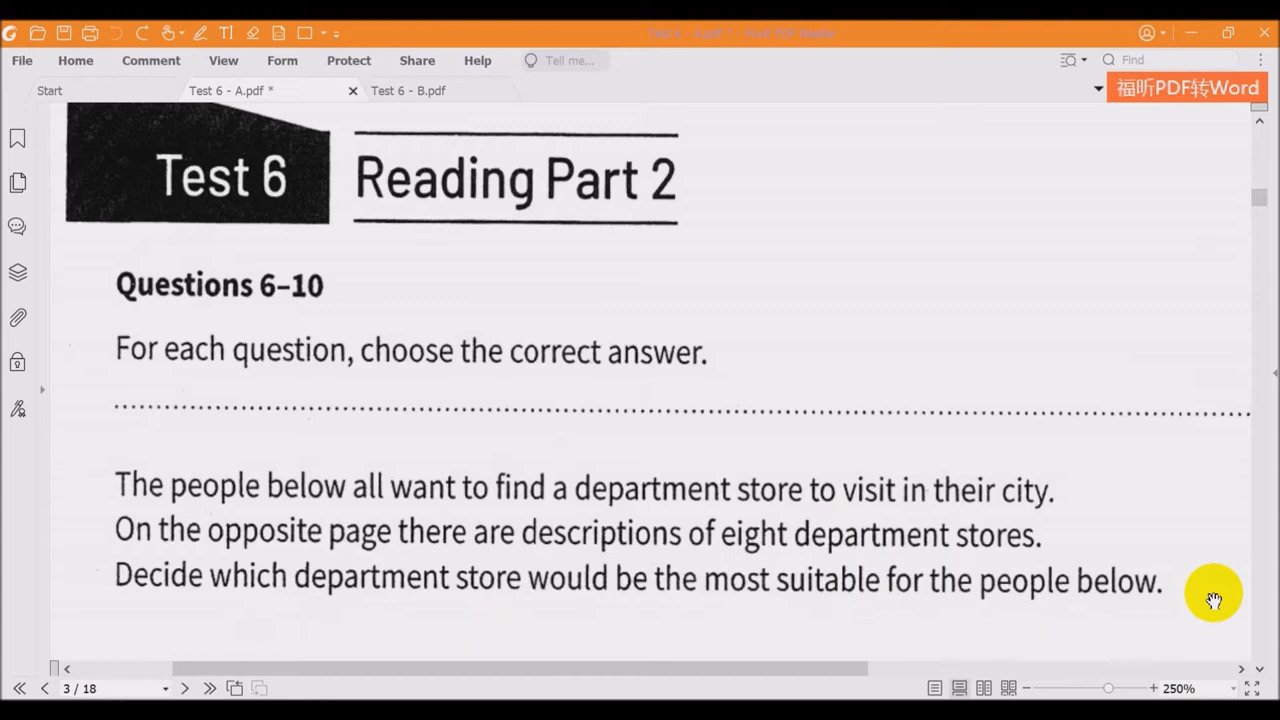 File Home Comment View Form Protect Share Help Tell me... Find
Start Test 6 - A.pdf * Test 6 - B.pdf 福昕PDF转Word
Test 6 Reading Part 2
Questions 6–10
For each question, choose the correct answer.
The people below all want to find a department store to visit in their city.
On the opposite page there are descriptions of eight department stores.
Decide which department store would be the most suitable for the people below.
3 / 18 250%